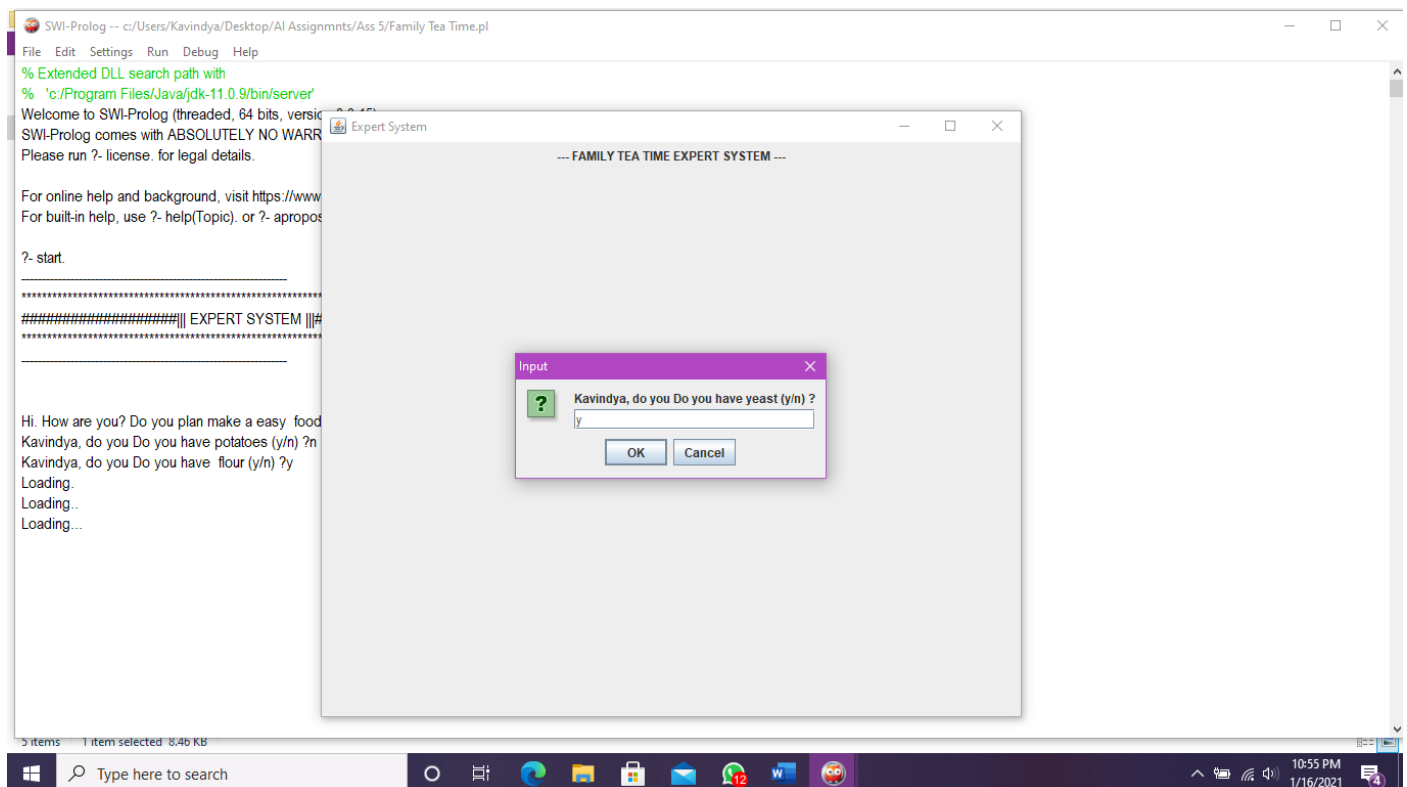 SWI-Prolog -- c:/Users/Kavindya/Desktop/AI Assignmnts/Ass 5/Family Tea Time.pl
File Edit Settings Run Debug Help
% Extended DLL search path with
% 'c:/Program Files/Java/jdk-11.0.9/bin/server'
Welcome to SWI-Prolog (threaded, 64 bits,
SWI-Prolog comes with ABSOLUTELY NO
Please run ?- license. for legal details.
For online help and background, visit
For built-in help, use ?- help(Topic). or ?-
?- start.
-----------------------------------------------------------------
***********************************************************
####################||| EXPERT SYSTEM |||#
***********************************************************
-----------------------------------------------------------------
Hi. How are you? Do you plan make a easy food
Kavindya, do you Do you have potatoes (y/n) ?n
Kavindya, do you Do you have flour (y/n) ?y
Loading.
Loading..
Loading...
Expert System
--- FAMILY TEA TIME EXPERT SYSTEM ---
Input
Kavindya, do you Do you have yeast (y/n) ?
y
OK Cancel
5 items 1 item selected 8.46 KB
Type here to search
12
10:55 PM
1/16/2021
4